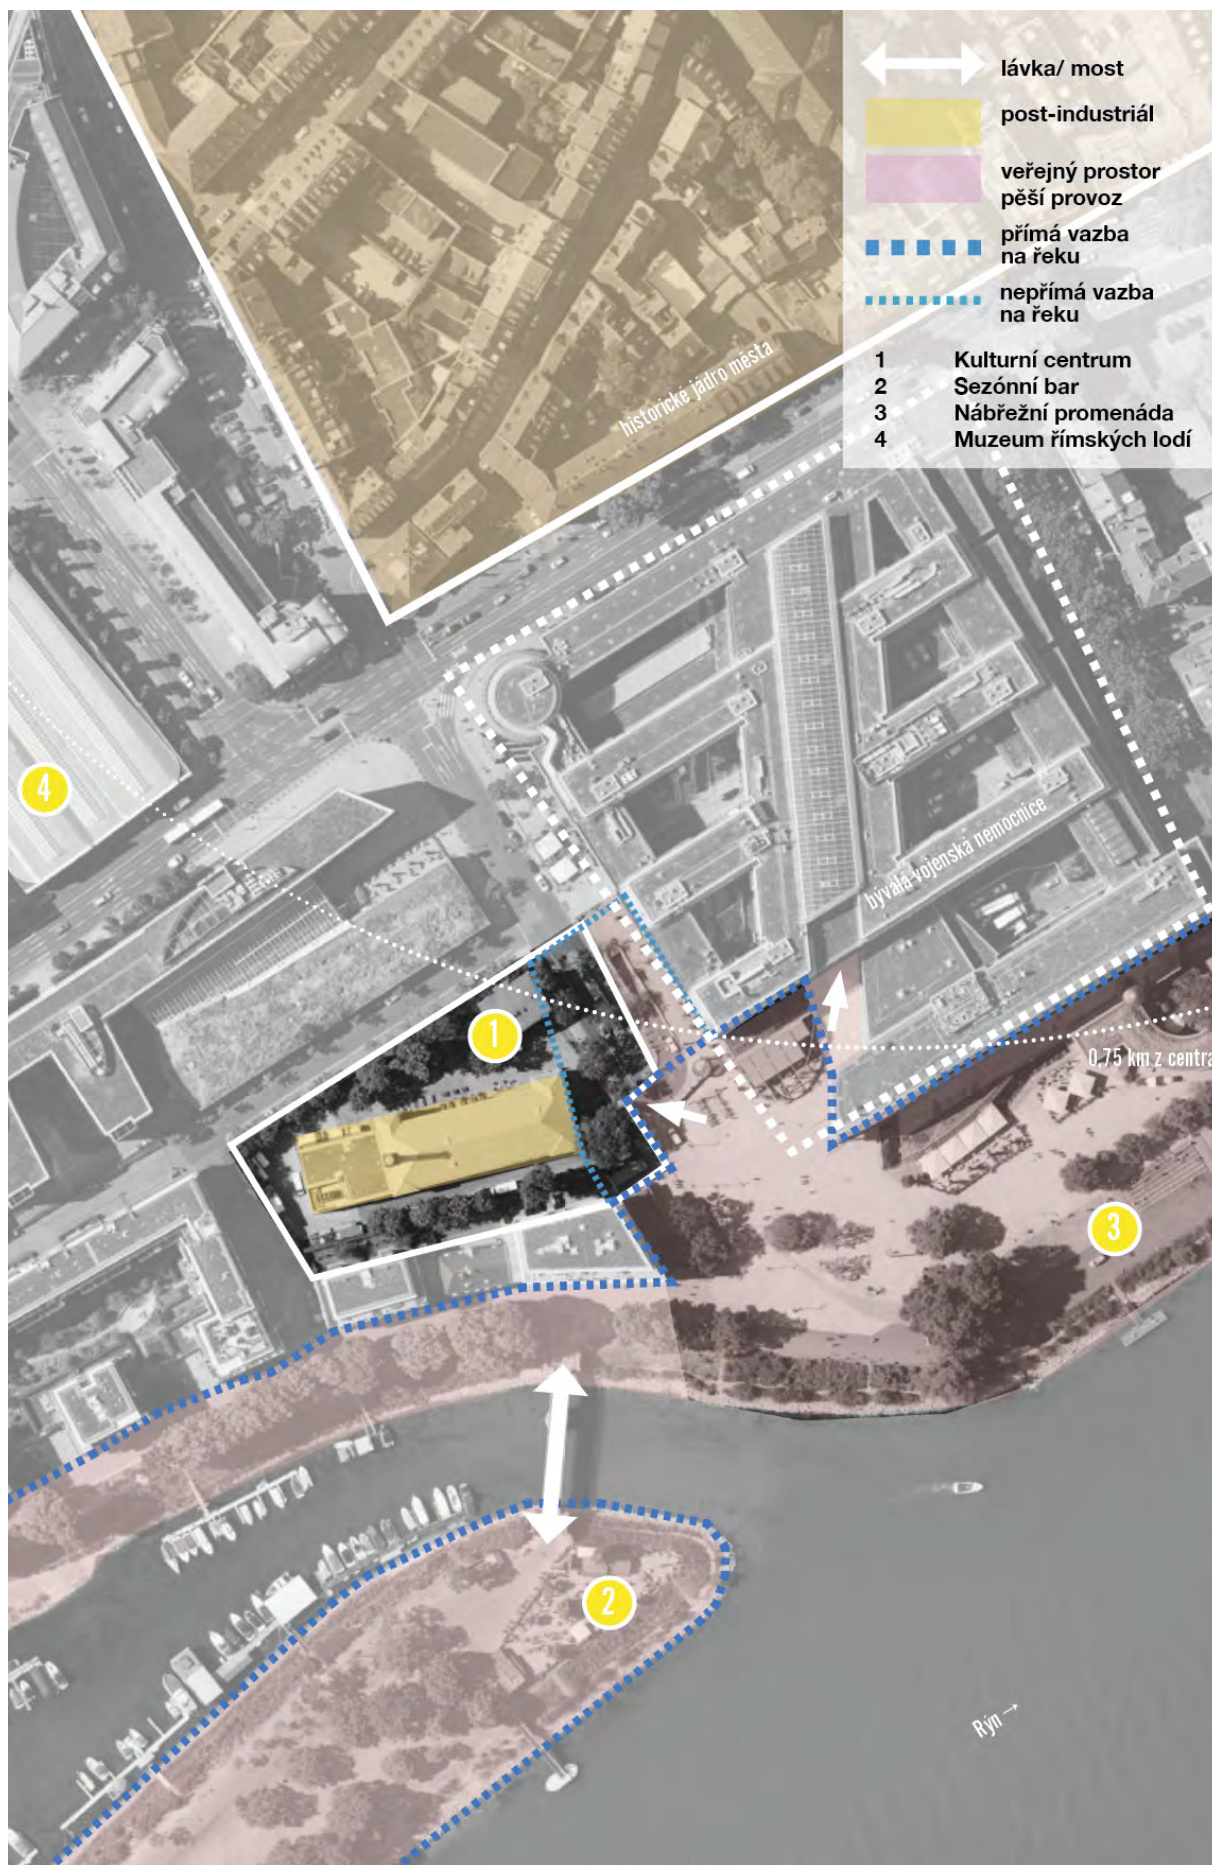 lávka/ most
post-industriál
veřejný prostor
pěší provoz
přímá vazba
na řeku
nepřímá vazba
na řeku
1 Kulturní centrum
2 Sezónní bar
3 Nábřežní promenáda
4 Muzeum římských lodí
historické jádro města
4
bývalá vojenská nemocnice
1
0,75 km z centra
3
2
Rýn →